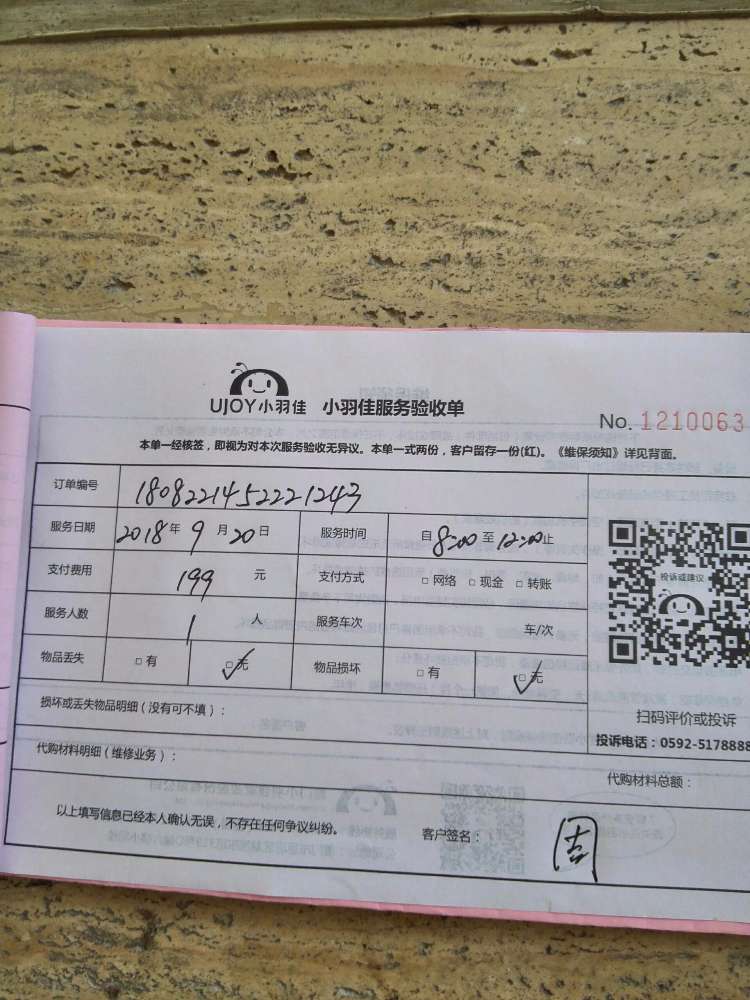 UJOY小羽佳 小羽佳服务验收单
No. 1210063
本单一经核签，即视为对本次服务验收无异议。本单一式两份，客户留存一份(红)。《维保须知》详见背面。
订单编号 18082214522221243
服务日期 2018年 9 月 20 日 服务时间 自 8:00 至 12:00 止
支付费用 199 元 支付方式 □ 网络 □ 现金 □ 转账
服务人数 1 人 服务车次 车/次
物品丢失 □ 有 □ 无 物品损坏 □ 有 □ 无
投诉或建议
损坏或丢失物品明细（没有可不填）：
扫码评价或投诉
投诉电话：0592-5178888
代购材料明细（维修业务）：
代购材料总额：
以上填写信息已经本人确认无误，不存在任何争议纠纷。 客户签名： 周